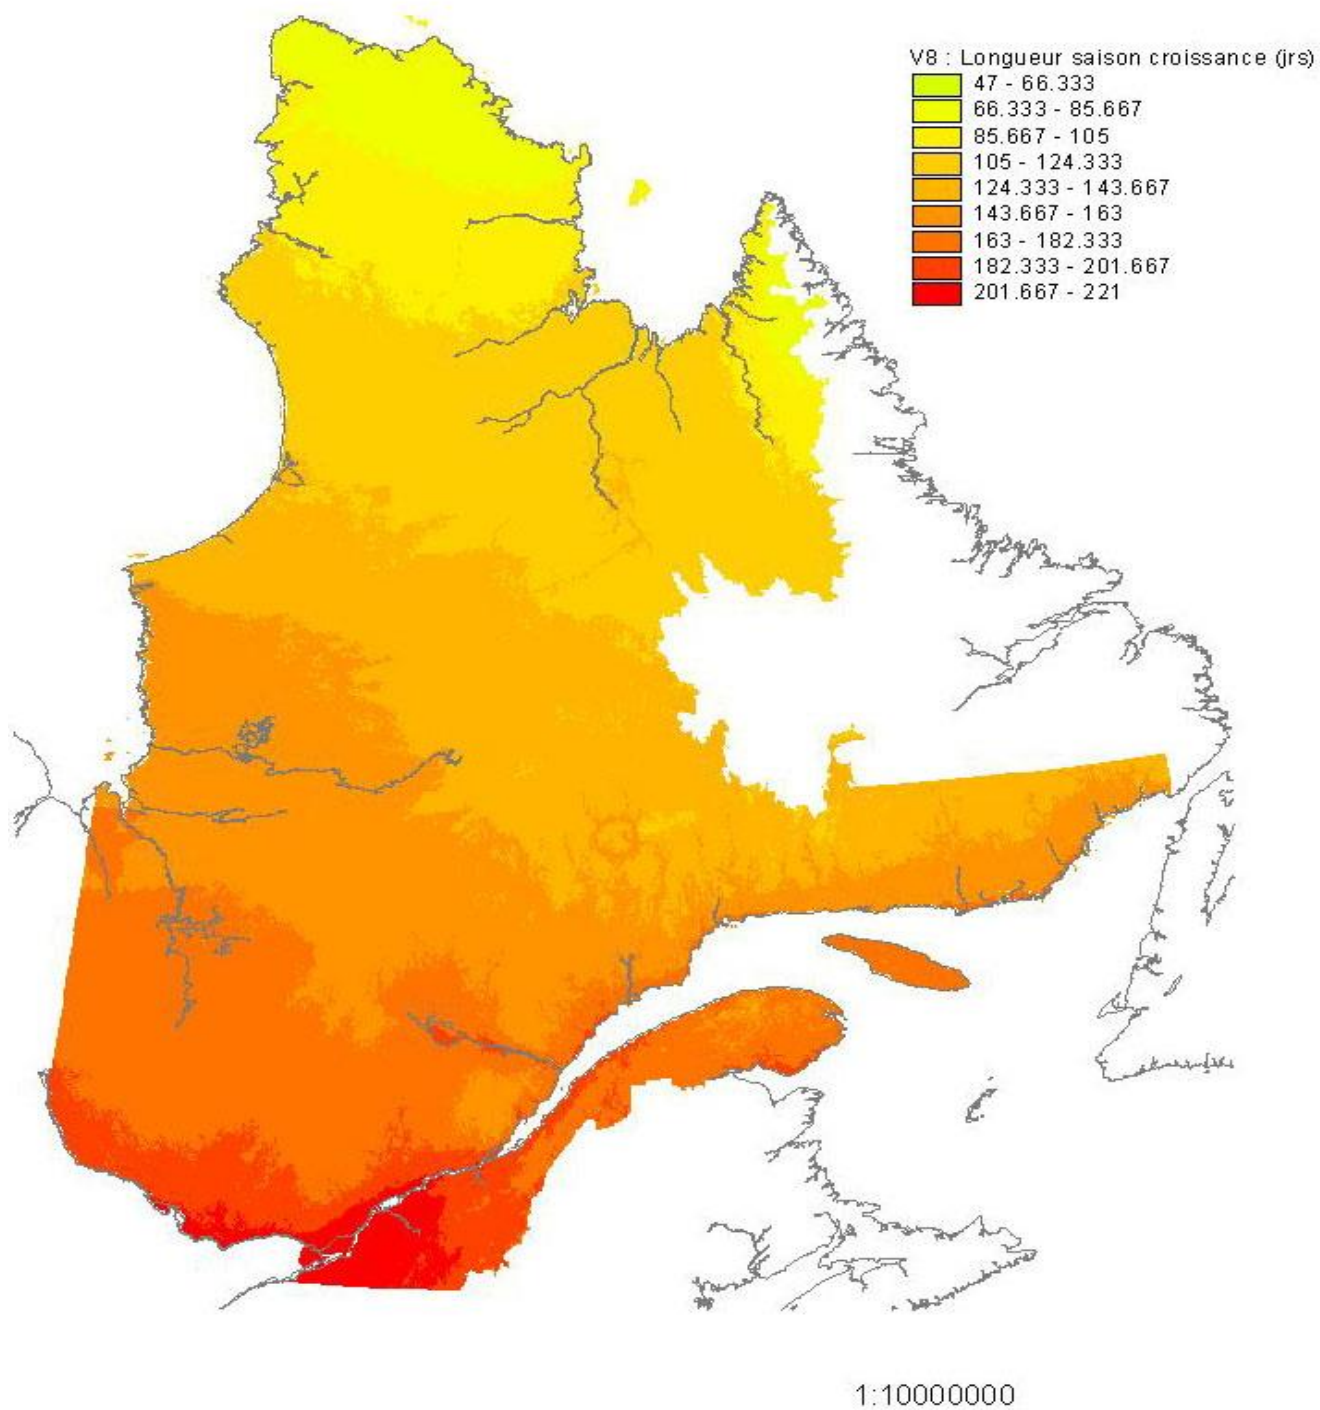 V8 : Longueur saison croissance (jrs)
47 - 66.333
66.333 - 85.667
85.667 - 105
105 - 124.333
124.333 - 143.667
143.667 - 163
163 - 182.333
182.333 - 201.667
201.667 - 221
1:10000000